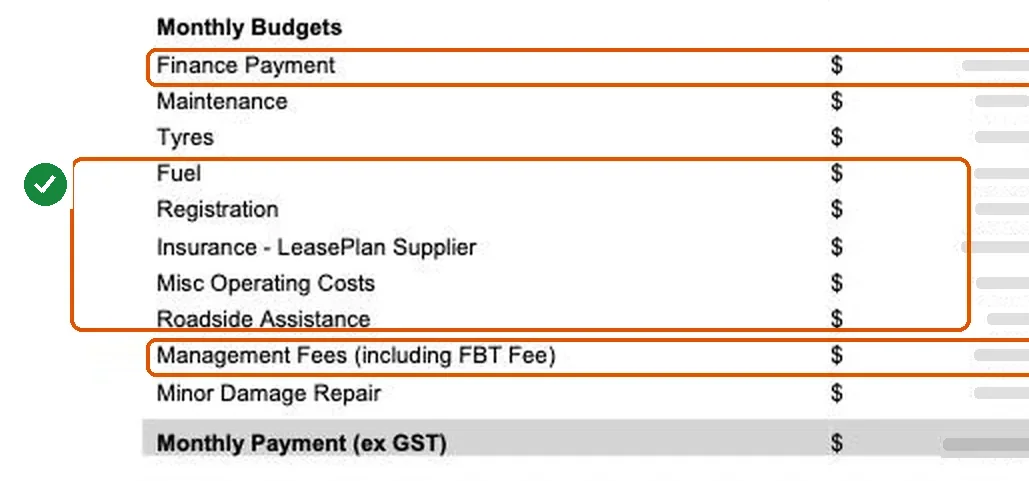 Monthly Budgets
Finance Payment $
Maintenance $
Tyres $
Fuel $
Registration $
Insurance - LeasePlan Supplier $
Misc Operating Costs $
Roadside Assistance $
Management Fees (including FBT Fee) $
Minor Damage Repair $
Monthly Payment (ex GST) $